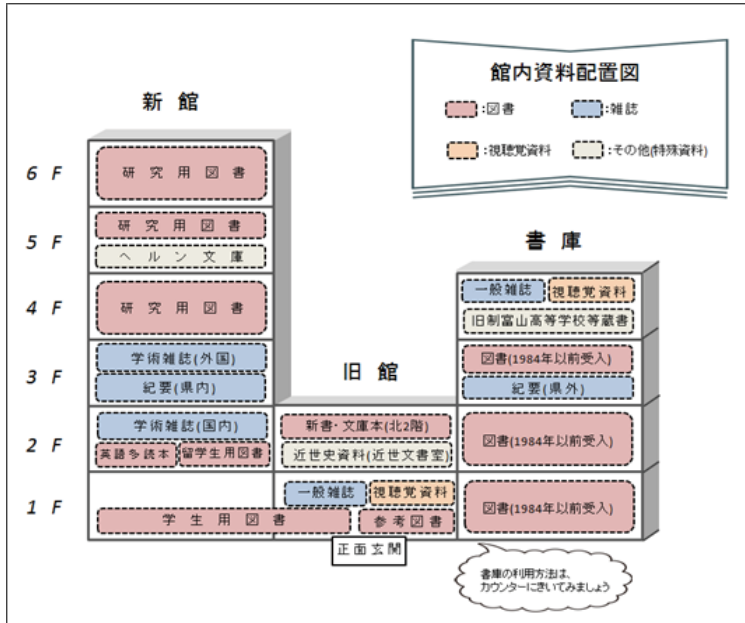 館内資料配置図
:図書
:雑誌
:視聴覚資料
:その他(特殊資料)
新館
旧館
書庫
6 F
研究用図書
5 F
研究用図書
ヘルン文庫
4 F
研究用図書
一般雑誌
視聴覚資料
旧制富山高等学校等蔵書
3 F
学術雑誌(外国)
紀要(県内)
図書(1984年以前受入)
紀要(県外)
2 F
学術雑誌(国内)
英語多読本
留学生用図書
新書・文庫本(北2階)
近世史資料(近世文書室)
図書(1984年以前受入)
1 F
学生用図書
一般雑誌
視聴覚資料
参考図書
図書(1984年以前受入)
正面玄関
書庫の利用方法は、
カウンターにきいてみましょう